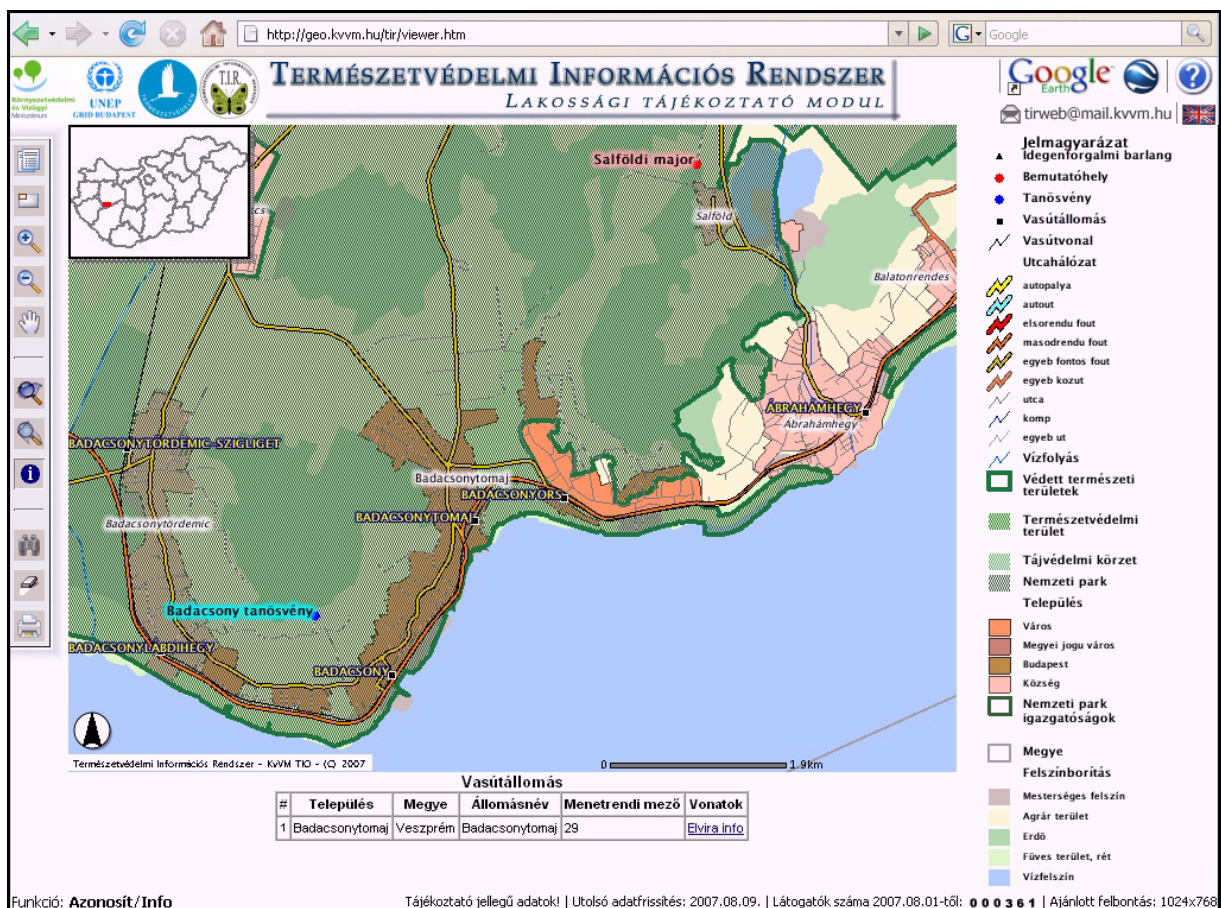 http://geo.kvvm.hu/tir/viewer.htm
Google
Környezetvédelmi
és Vízügyi
Minisztérium
UNEP
GRID BUDAPEST
TERMÉSZETVÉDELEM
T.I.R.
TERMÉSZETVÉDELMI INFORMÁCIÓS RENDSZER
LAKOSSÁGI TÁJÉKOZTATÓ MODUL
Google
Earth
tirweb@mail.kvvm.hu
Salföldi major
Salföld
Balatonrendes
ÁBRAHÁMHEGY
Ábrahámhegy
BADACSONYTÖRDEMIC-SZIGLIGET
Badacsonytomaj
BADACSONYÖRS
BADACSONYTOMAJ
Badacsonytördemic
Badacsony tanösvény
BADACSONYLÁBDIHEGY
BADACSONY
Természetvédelmi Információs Rendszer - KvVM TIO - (C) 2007
0 1.9km
Jelmagyarázat
Idegenforgalmi barlang
Bemutatóhely
Tanösvény
Vasútállomás
Vasútvonal
Utcahálózat
autopalya
autout
elsorendu fout
masodrendu fout
egyeb fontos fout
egyeb kozut
utca
komp
egyeb ut
Vízfolyás
Védett természeti
területek
Természetvédelmi
terület
Tájvédelmi körzet
Nemzeti park
Település
Város
Megyei jogu város
Budapest
Község
Nemzeti park
igazgatóságok
Megye
Felszínborítás
Mesterséges felszín
Agrár terület
Erdö
Füves terület, rét
Vízfelszín
Vasútállomás
# Település Megye Állomásnév Menetrendi mező Vonatok
1 Badacsonytomaj Veszprém Badacsonytomaj 29 Elvira info
Funkció: Azonosít/Info
Tájékoztató jellegű adatok! | Utolsó adatfrissítés: 2007.08.09. | Látogatók száma 2007.08.01-től: 000361 | Ajánlott felbontás: 1024x768